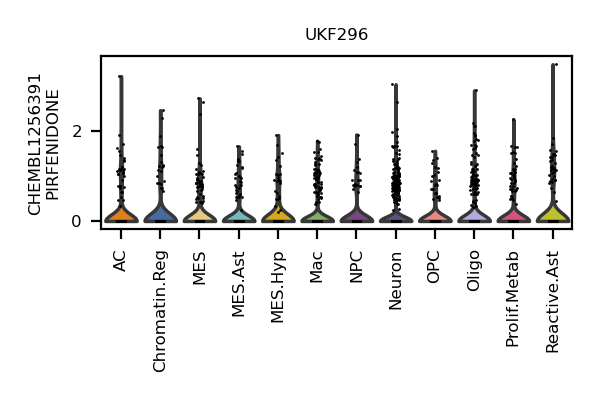 UKF296
CHEMBL1256391
PIRFENIDONE
2
0
AC
Chromatin.Reg
MES
MES.Ast
MES.Hyp
Mac
NPC
Neuron
OPC
Oligo
Prolif.Metab
Reactive.Ast